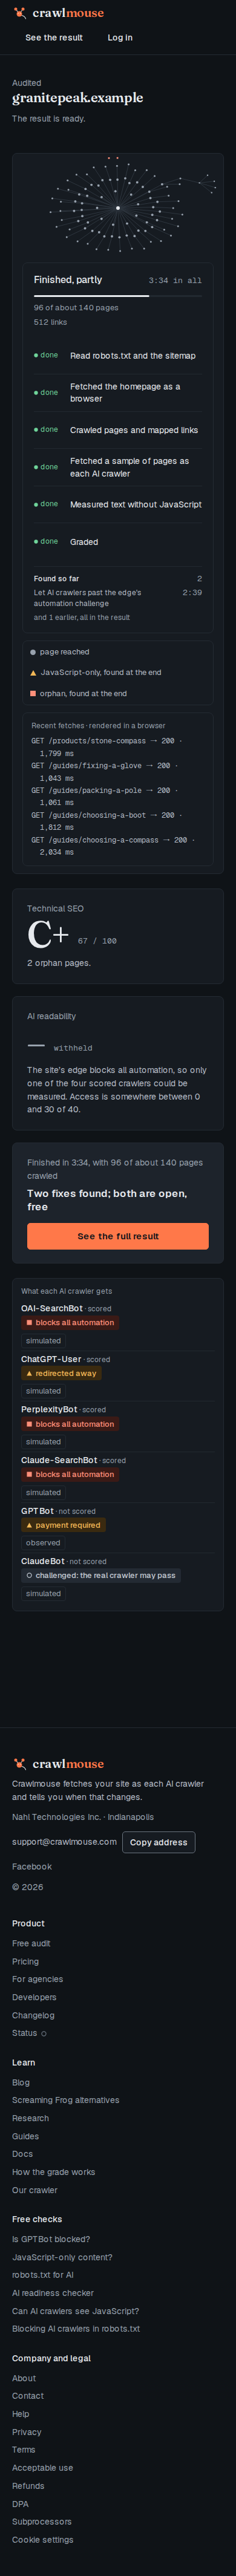 crawlmouse
See the result
Log in
Audited
granitepeak.example
The result is ready.
Finished, partly
3:34 in all
96 of about 140 pages
512 links
done
Read robots.txt and the sitemap
done
Fetched the homepage as a
browser
done
Crawled pages and mapped links
done
Fetched a sample of pages as
each AI crawler
done
Measured text without JavaScript
done
Graded
Found so far
2
Let AI crawlers past the edge's
automation challenge
2:39
and 1 earlier, all in the result
page reached
JavaScript-only, found at the end
orphan, found at the end
Recent fetches · rendered in a browser
GET /products/stone-compass → 200 ·
1,799 ms
GET /guides/fixing-a-glove → 200 ·
1,043 ms
GET /guides/packing-a-pole → 200 ·
1,061 ms
GET /guides/choosing-a-boot → 200 ·
1,812 ms
GET /guides/choosing-a-compass → 200 ·
2,034 ms
Technical SEO
C+
67 / 100
2 orphan pages.
AI readability
— withheld
The site's edge blocks all automation, so only
one of the four scored crawlers could be
measured. Access is somewhere between 0
and 30 of 40.
Finished in 3:34, with 96 of about 140 pages
crawled
Two fixes found; both are open,
free
See the full result
What each AI crawler gets
OAI-SearchBot · scored
blocks all automation
simulated
ChatGPT-User · scored
redirected away
simulated
PerplexityBot · scored
blocks all automation
simulated
Claude-SearchBot · scored
blocks all automation
simulated
GPTBot · not scored
payment required
observed
ClaudeBot · not scored
challenged: the real crawler may pass
simulated
crawlmouse
Crawlmouse fetches your site as each AI crawler
and tells you when that changes.
Nahl Technologies Inc. · Indianapolis
support@crawlmouse.com
Copy address
Facebook
© 2026
Product
Free audit
Pricing
For agencies
Developers
Changelog
Status
Learn
Blog
Screaming Frog alternatives
Research
Guides
Docs
How the grade works
Our crawler
Free checks
Is GPTBot blocked?
JavaScript-only content?
robots.txt for AI
AI readiness checker
Can AI crawlers see JavaScript?
Blocking AI crawlers in robots.txt
Company and legal
About
Contact
Help
Privacy
Terms
Acceptable use
Refunds
DPA
Subprocessors
Cookie settings